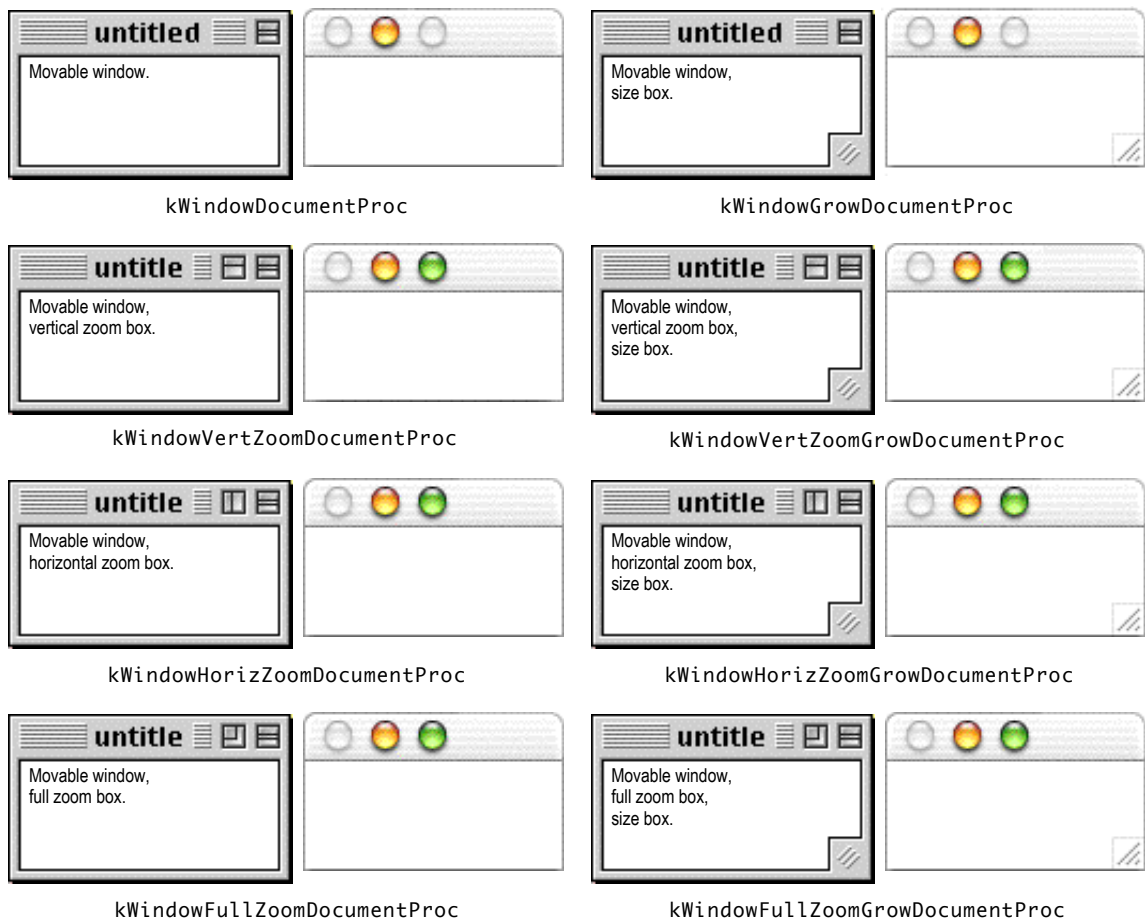 untitled
Movable window.
kWindowDocumentProc
untitled
Movable window,
size box.
kWindowGrowDocumentProc
untitle
Movable window,
vertical zoom box.
kWindowVertZoomDocumentProc
untitle
Movable window,
vertical zoom box,
size box.
kWindowVertZoomGrowDocumentProc
untitle
Movable window,
horizontal zoom box.
kWindowHorizZoomDocumentProc
untitle
Movable window,
horizontal zoom box,
size box.
kWindowHorizZoomGrowDocumentProc
untitle
Movable window,
full zoom box.
kWindowFullZoomDocumentProc
untitle
Movable window,
full zoom box,
size box.
kWindowFullZoomGrowDocumentProc